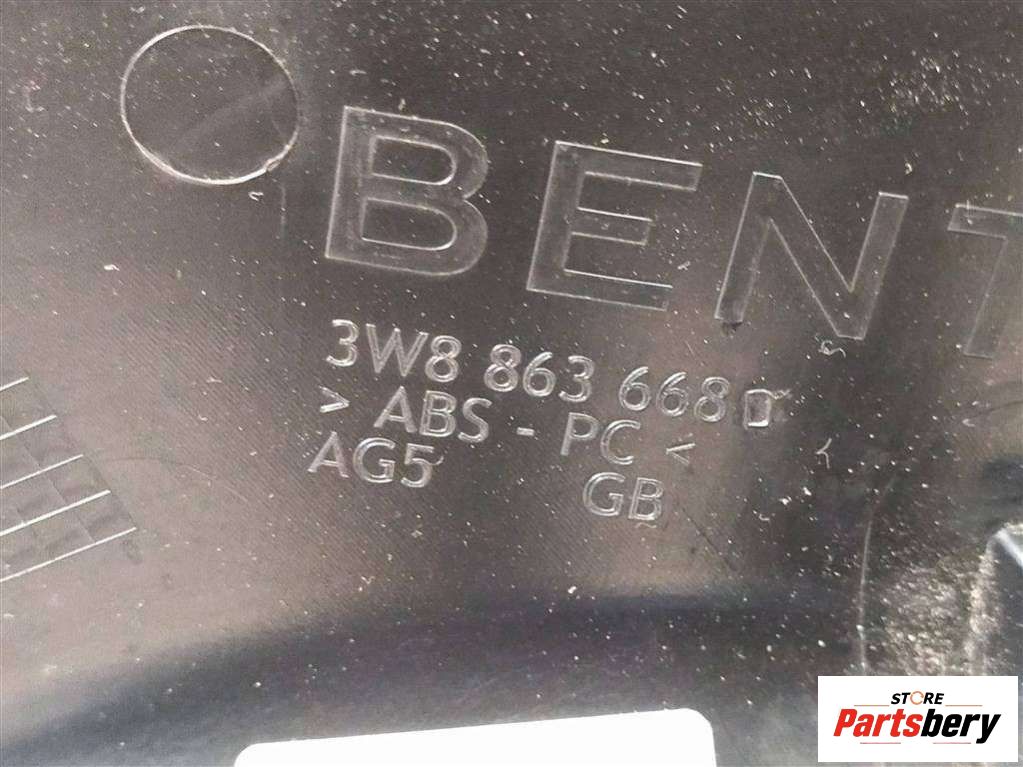 BENT
3W8 863 668
> ABS - PC <
AG5 GB
STORE
Partsbery